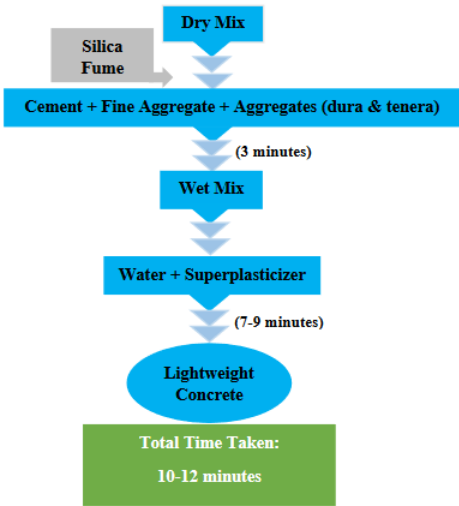 Dry Mix
Silica
Fume
Cement + Fine Aggregate + Aggregates (dura & tenera)
(3 minutes)
Wet Mix
Water + Superplasticizer
(7-9 minutes)
Lightweight
Concrete
Total Time Taken:
10-12 minutes